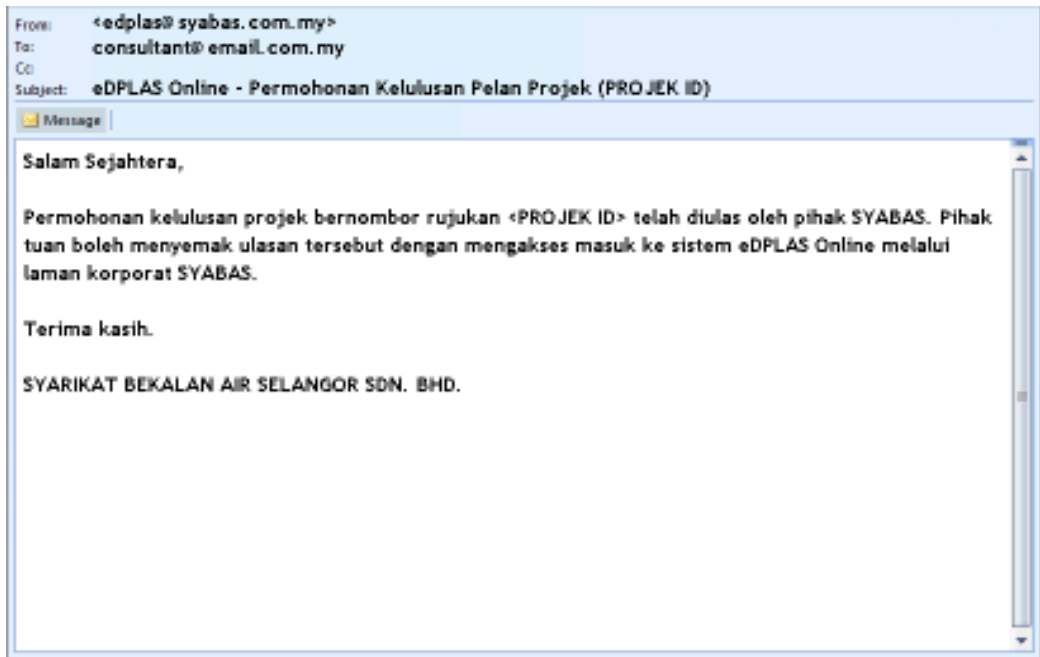 From: <edplas@ syabas.com.my>
To: consultant@ email.com.my
Cc:
Subject: eDPLAS Online - Permohonan Kelulusan Pelan Projek (PROJEK ID)
Message
Salam Sejahtera,
Permohonan kelulusan projek bernombor rujukan <PROJEK ID> telah diulas oleh pihak SYABAS. Pihak
tuan boleh menyemak ulasan tersebut dengan mengakses masuk ke sistem eDPLAS Online melalui
laman korporat SYABAS.
Terima kasih.
SYARIKAT BEKALAN AIR SELANGOR SDN. BHD.